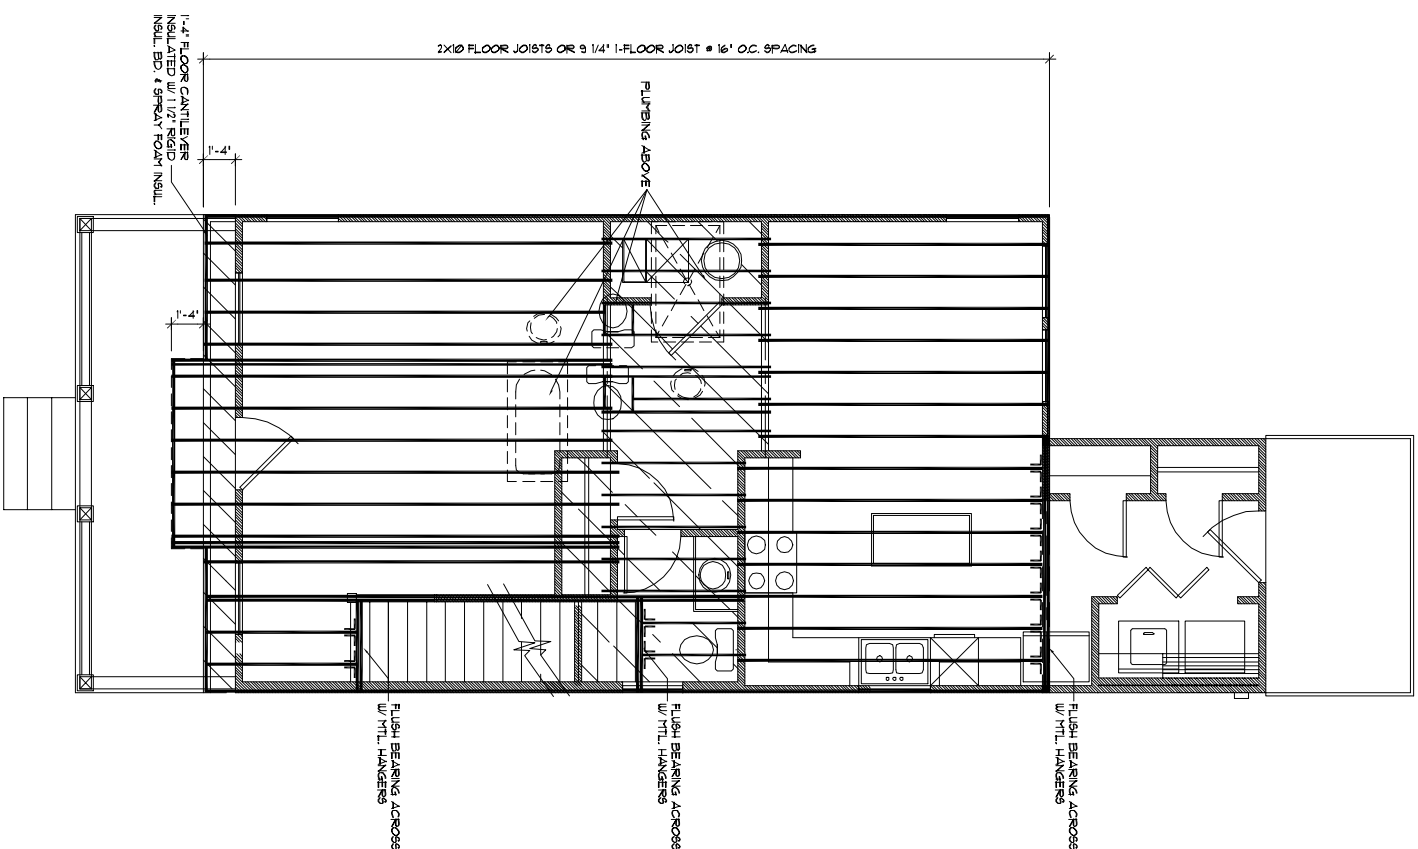 2X10 FLOOR JOISTS OR 9 1/4" I-FLOOR JOIST @ 16" O.C. SPACING
1'-4" FLOOR CANTILEVER
INSULATED W/ 1 1/2" RIGID
INSUL. BD. & SPRAY FOAM INSUL.
1'-4"
PLUMBING ABOVE
1'-4"
FLUSH BEARING ACROSS
W/ MTL. HANGERS
FLUSH BEARING ACROSS
W/ MTL. HANGERS
FLUSH BEARING ACROSS
W/ MTL. HANGERS